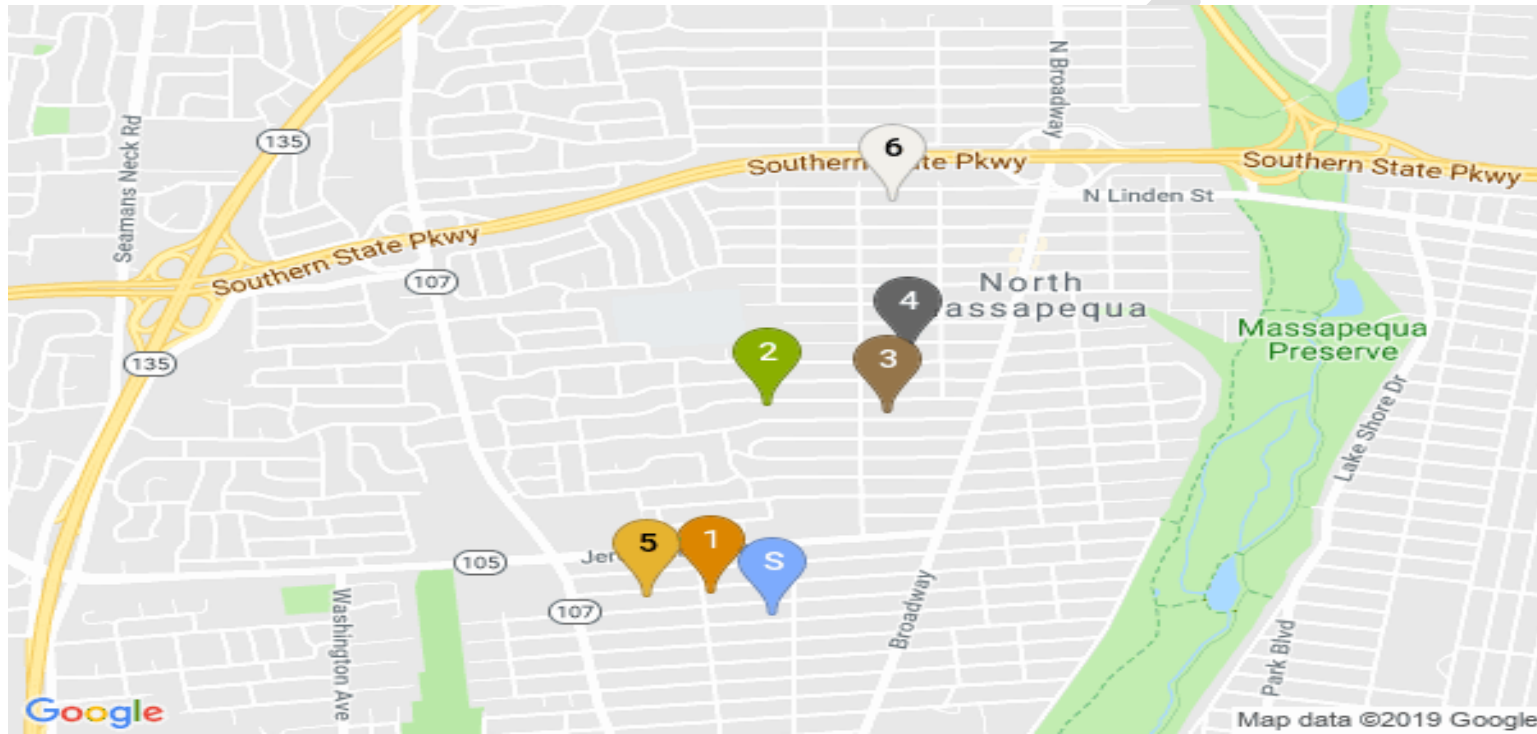 N Broadway
Seamans Neck Rd
135
6
Southern State Pkwy
Southern State Pkwy
N Linden St
Southern State Pkwy
107
North
assapequa
4
Massapequa
Preserve
135
2
3
Lake Shore Dr
5
1
S
Jer
105
107
Washington Ave
Broadway
Park Blvd
Google
Map data ©2019 Google